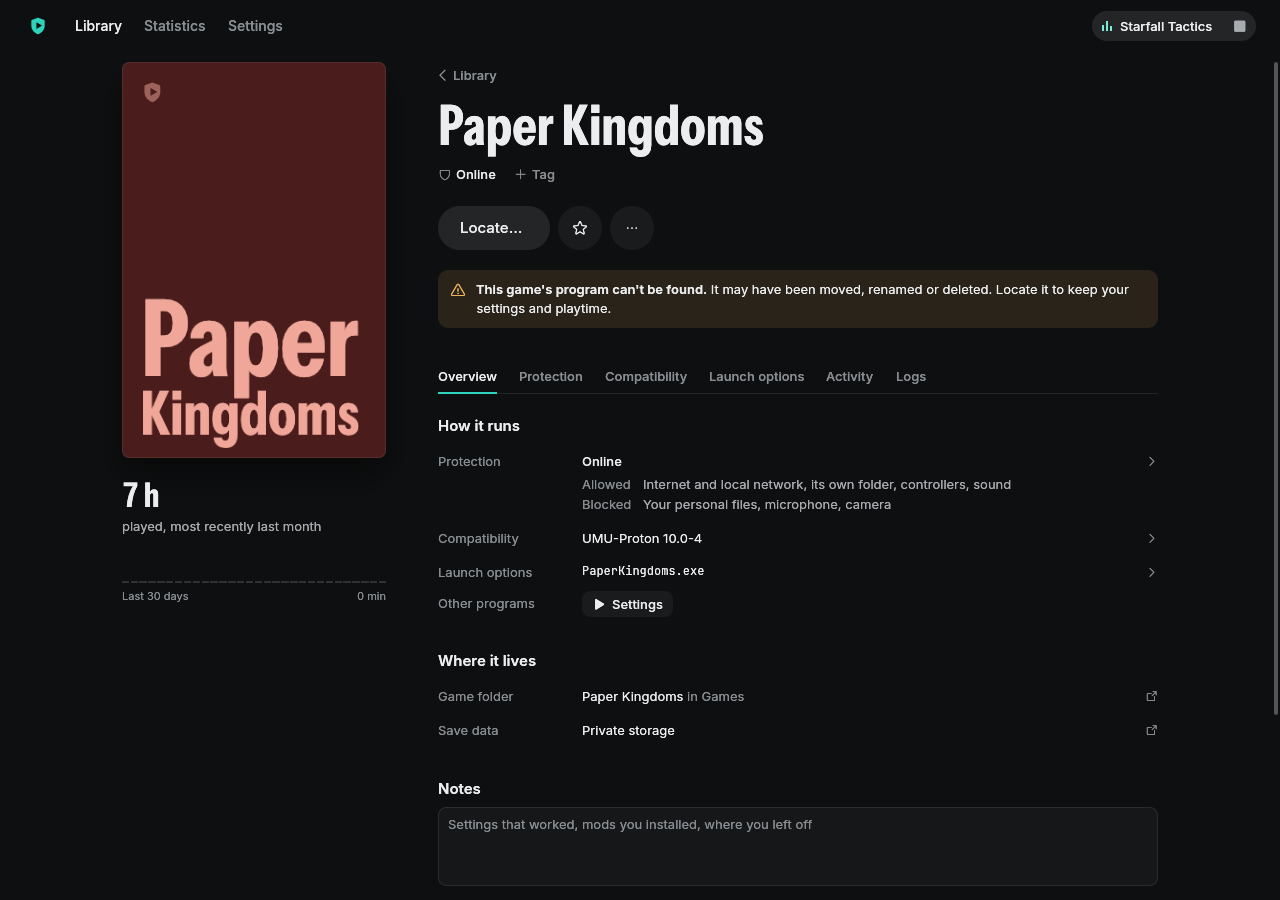 Library
Statistics
Settings
Starfall Tactics
Paper
Kingdoms
7 h
played, most recently last month
Last 30 days
0 min
Library
Paper Kingdoms
Online
Tag
Locate...
This game's program can't be found. It may have been moved, renamed or deleted. Locate it to keep your
settings and playtime.
Overview
Protection
Compatibility
Launch options
Activity
Logs
How it runs
Protection
Online
Allowed Internet and local network, its own folder, controllers, sound
Blocked Your personal files, microphone, camera
Compatibility
UMU-Proton 10.0-4
Launch options
PaperKingdoms.exe
Other programs
Settings
Where it lives
Game folder
Paper Kingdoms in Games
Save data
Private storage
Notes
Settings that worked, mods you installed, where you left off